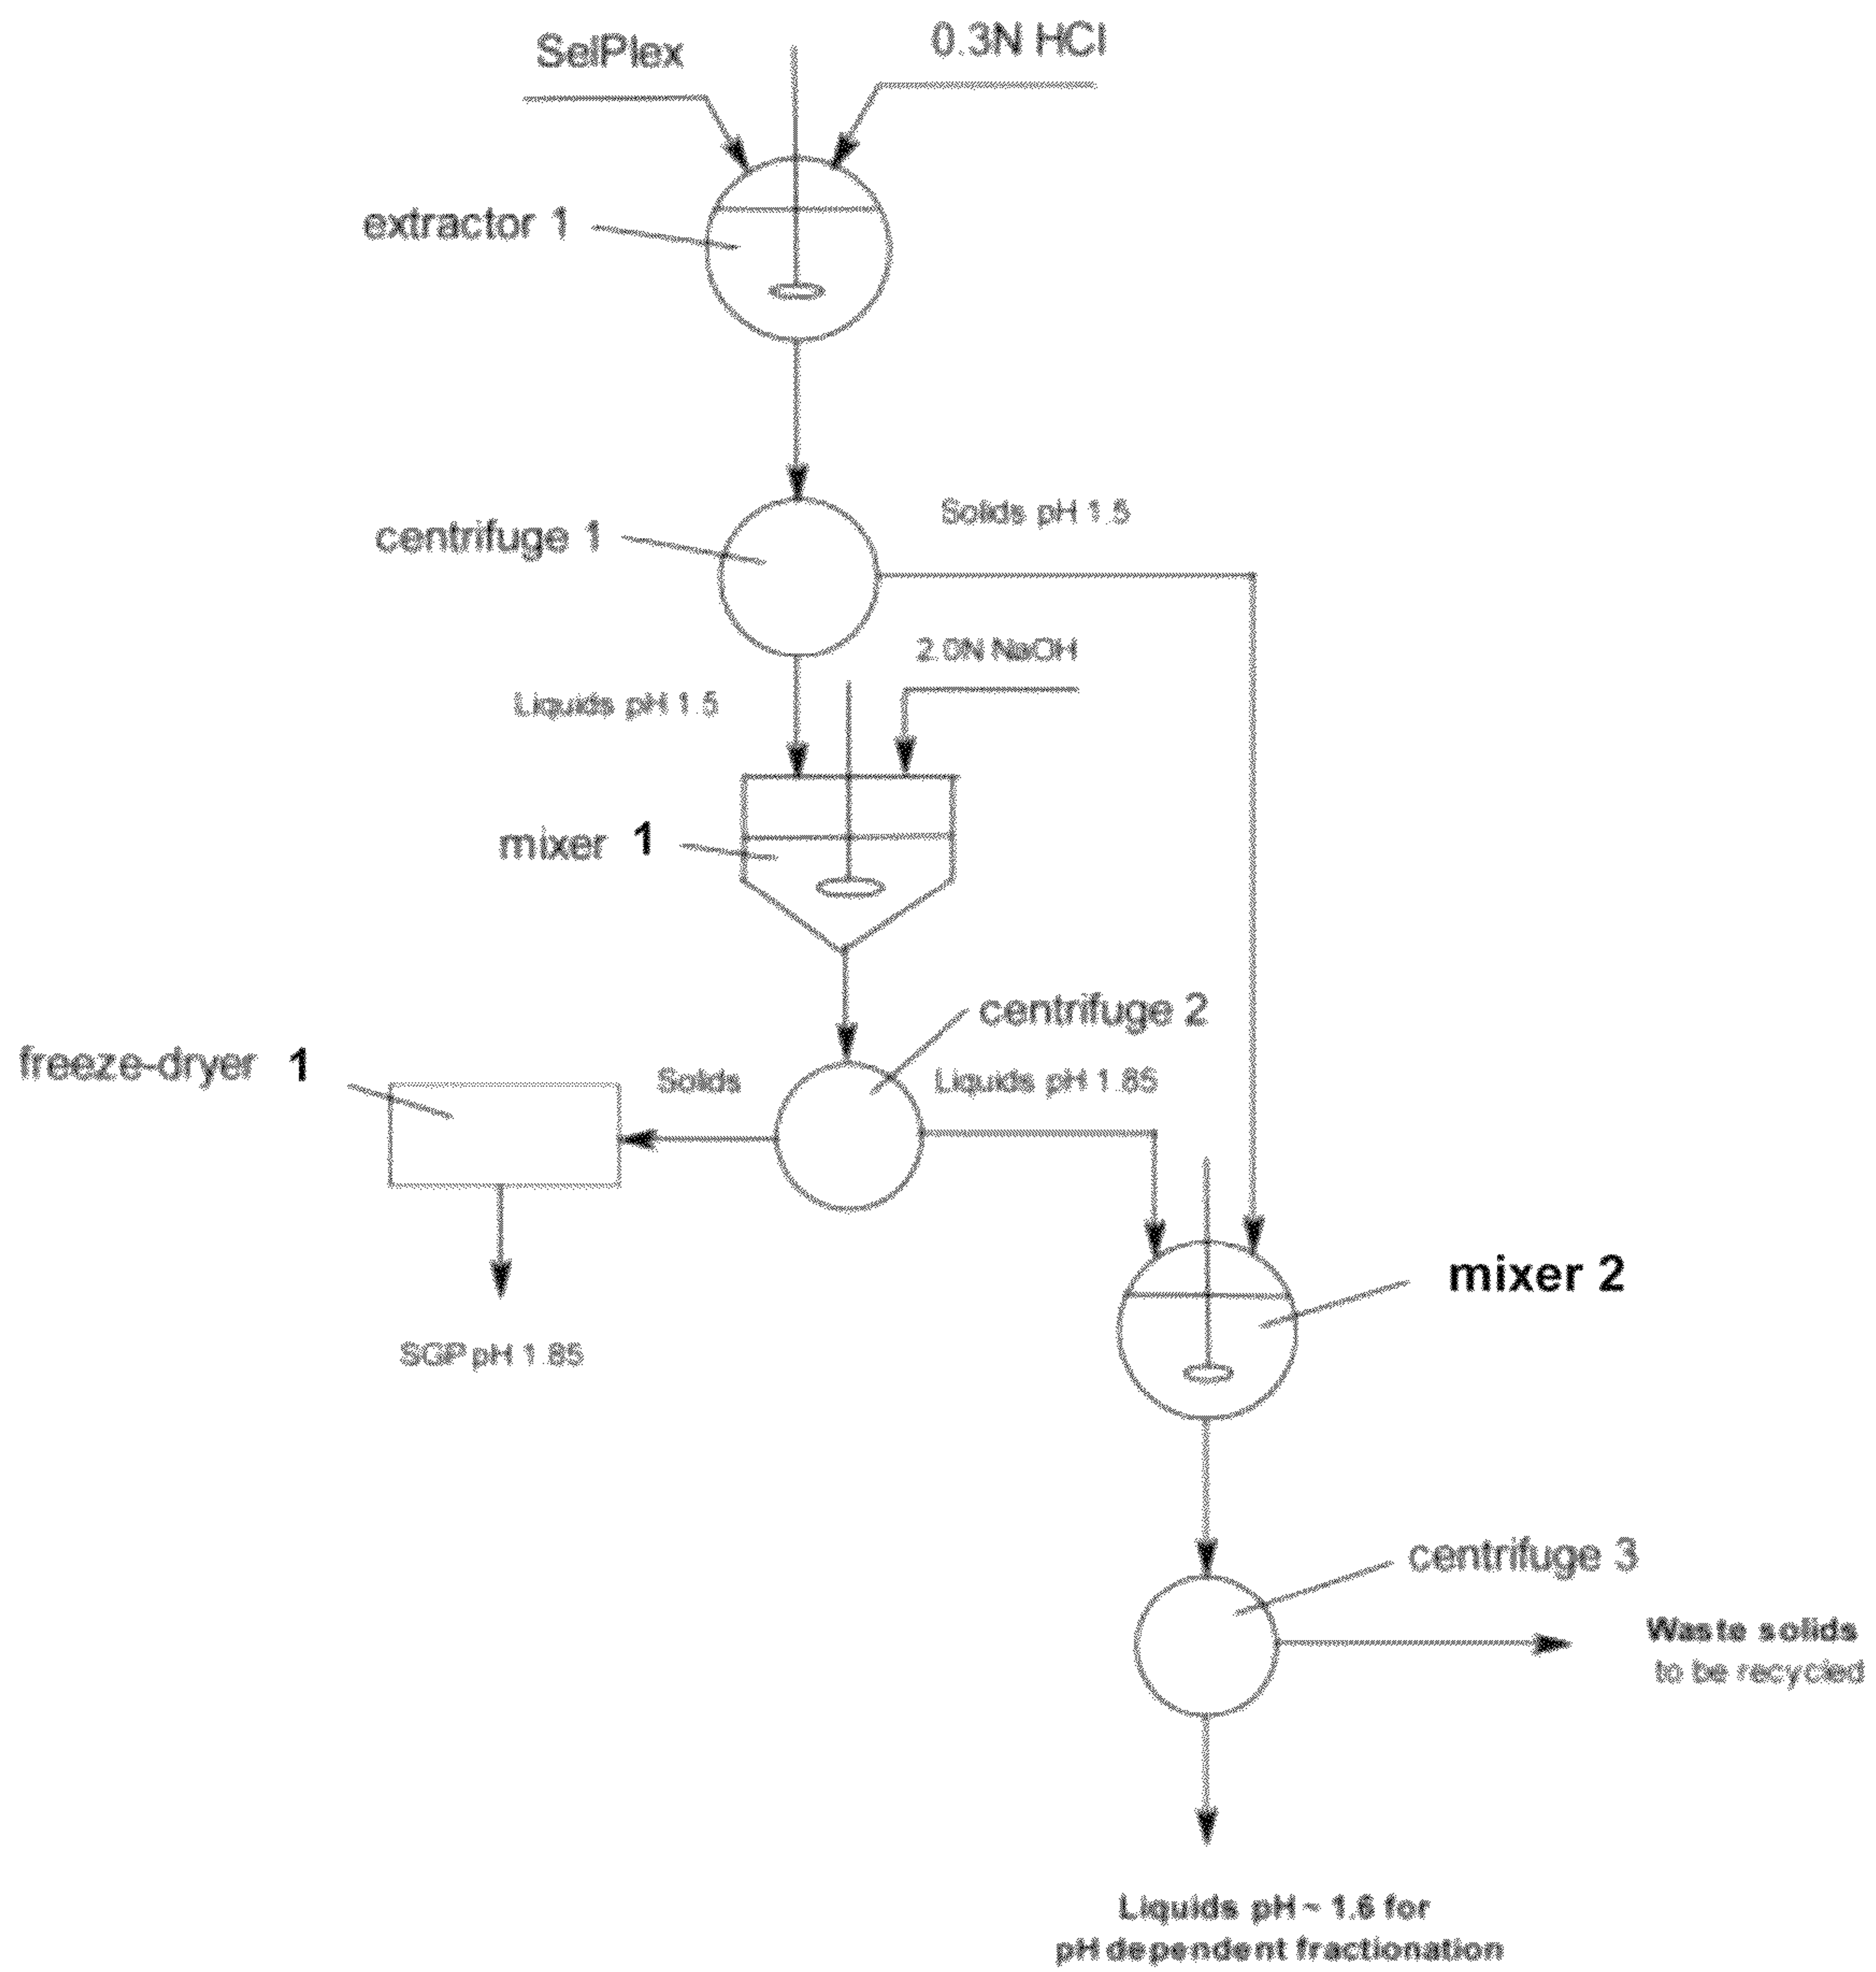 SelPlex
0.3N HCl
extractor 1
centrifuge 1
Solids pH 1.5
2.0N NaOH
Liquids pH 1.5
mixer 1
centrifuge 2
freeze-dryer 1
Solids
Liquids pH 1.85
mixer 2
SGP pH 1.85
centrifuge 3
Waste solids
to be recycled
Liquids pH ~ 1.6 for
pH dependent fractionation